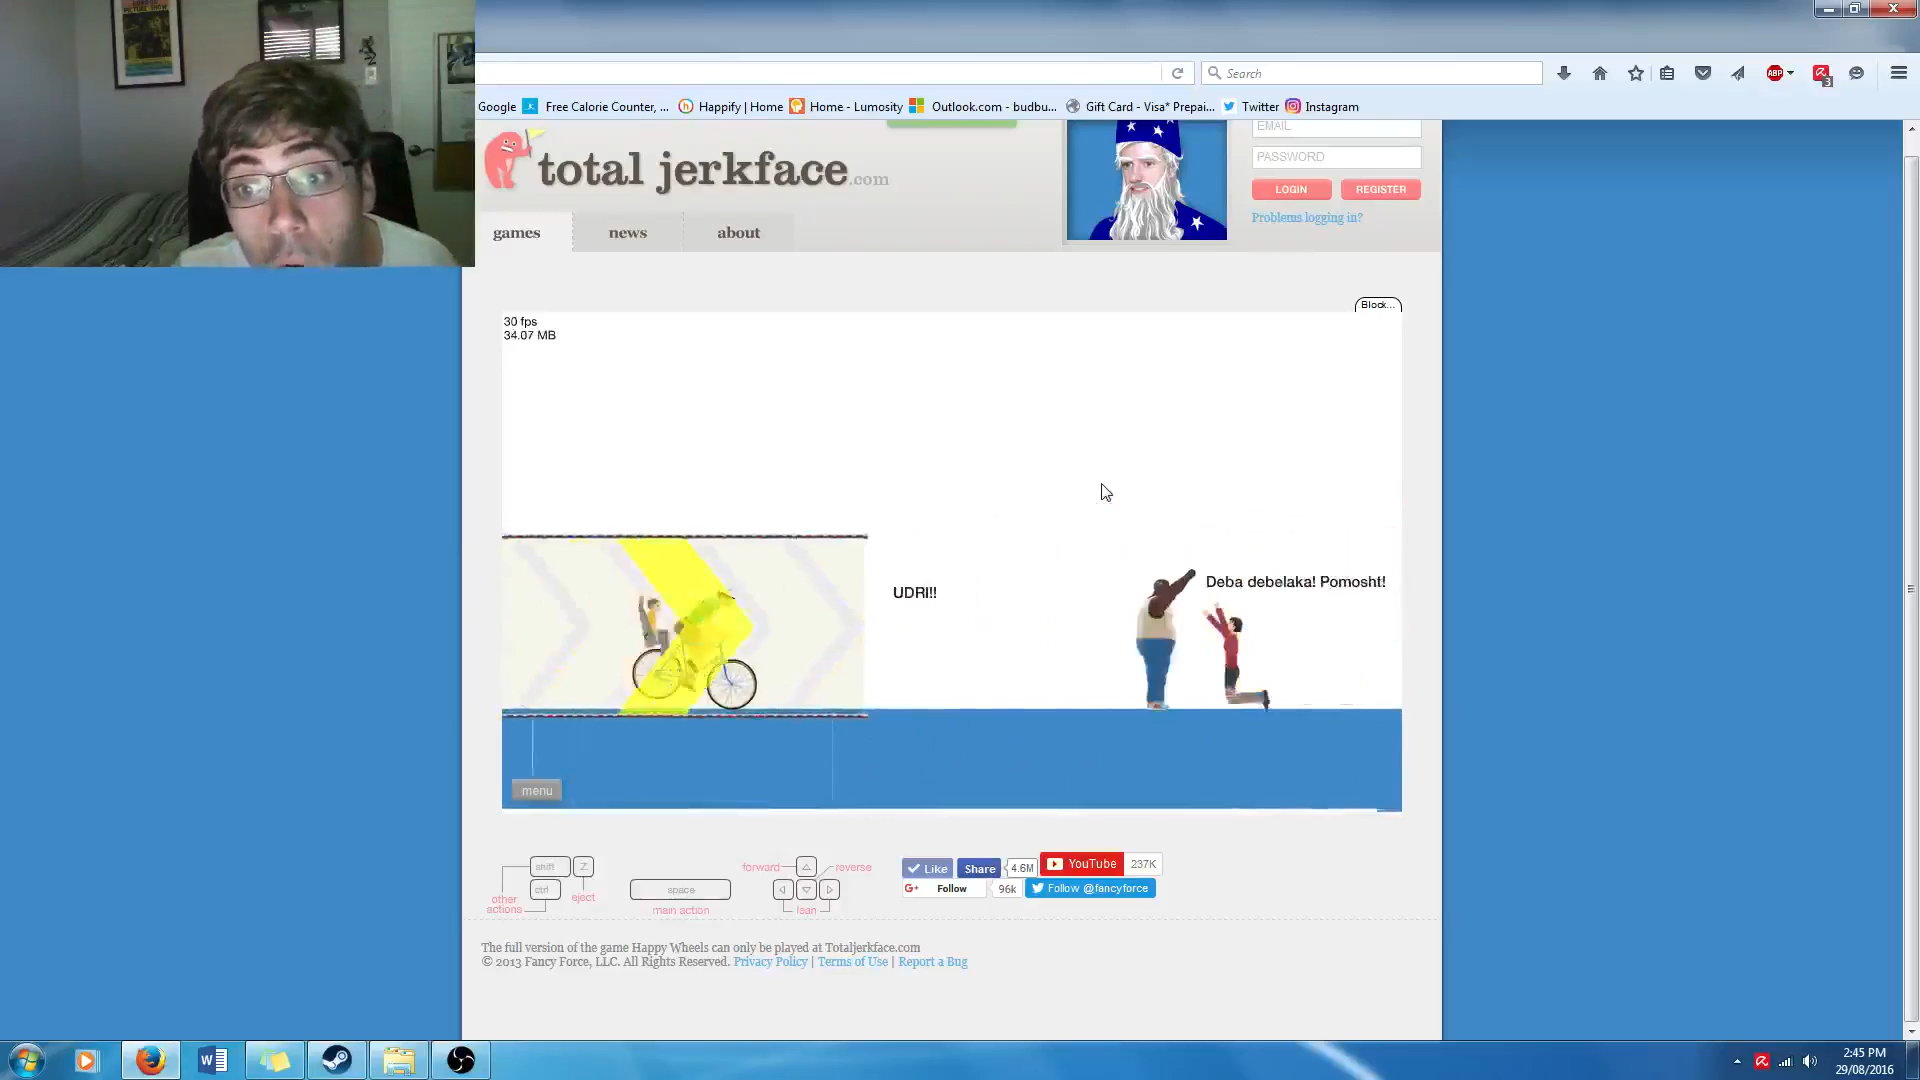 Search
ABP
3
Google
Free Calorie Counter, ...
Happify | Home
Home - Lumosity
Outlook.com - budbu...
Gift Card - Visa* Prepai...
Twitter
Instagram
total jerkface.com
EMAIL
PASSWORD
LOGIN
REGISTER
Problems logging in?
games
news
about
Block...
30 fps
34.07 MB
UDRI!!
Deba debelaka! Pomosht!
menu
shift
Z
ctrl
eject
other
actions
space
main action
forward
reverse
lean
Like
Share
4.6M
YouTube
237K
G+ Follow
96k
Follow @fancyforce
The full version of the game Happy Wheels can only be played at Totaljerkface.com
© 2013 Fancy Force, LLC. All Rights Reserved. Privacy Policy | Terms of Use | Report a Bug
2:45 PM
29/08/2016